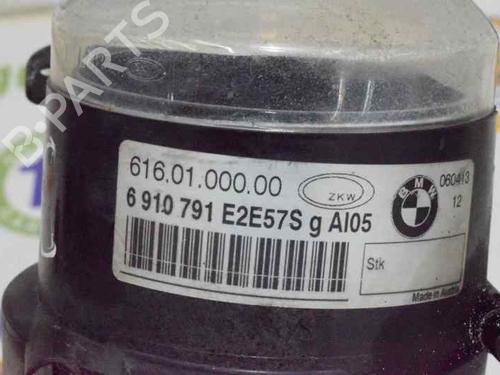 B-PARTS
616.01.000.00
ZKW
BMW
060413
12
6 910 791 E2E57S g AI05
Stk
Made in Austria